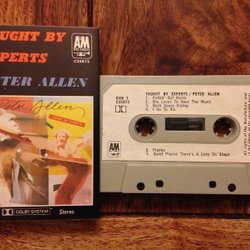 TAUGHT BY
EXPERTS
PETER ALLEN
A&M
Peter Allen
DOLBY SYSTEM
Stereo
A&M
Side 1
TAUGHT BY EXPERTS / PETER ALLEN
C20473
1. Puttin' Out Roots
2. She Loves To Hear The Music
3. Back Doors Crying
4. I Go To Rio
5. Planes
6. Quiet Please There's A Lady On Stage